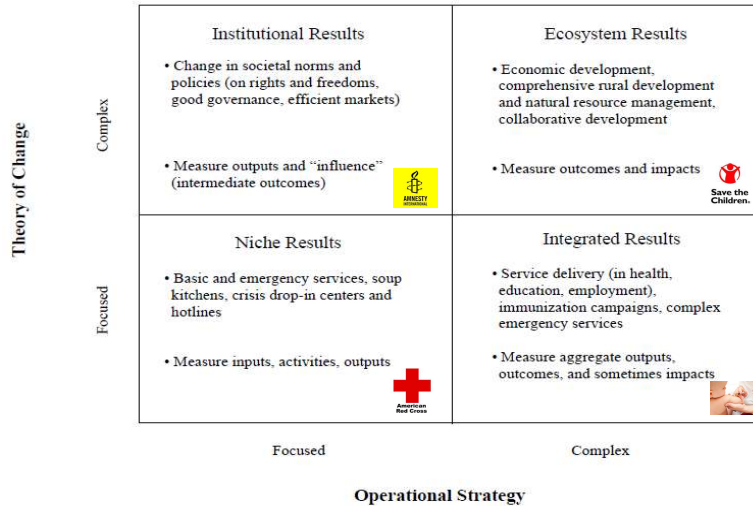 Institutional Results
• Change in societal norms and
policies (on rights and freedoms,
good governance, efficient markets)
• Measure outputs and “influence”
(intermediate outcomes)
AMNESTY
INTERNATIONAL
Ecosystem Results
• Economic development,
comprehensive rural development
and natural resource management,
collaborative development
• Measure outcomes and impacts
Save the
Children.
Niche Results
• Basic and emergency services, soup
kitchens, crisis drop-in centers and
hotlines
• Measure inputs, activities, outputs
American
Red Cross
Integrated Results
• Service delivery (in health,
education, employment),
immunization campaigns, complex
emergency services
• Measure aggregate outputs,
outcomes, and sometimes impacts
Theory of Change
Complex
Focused
Focused
Complex
Operational Strategy